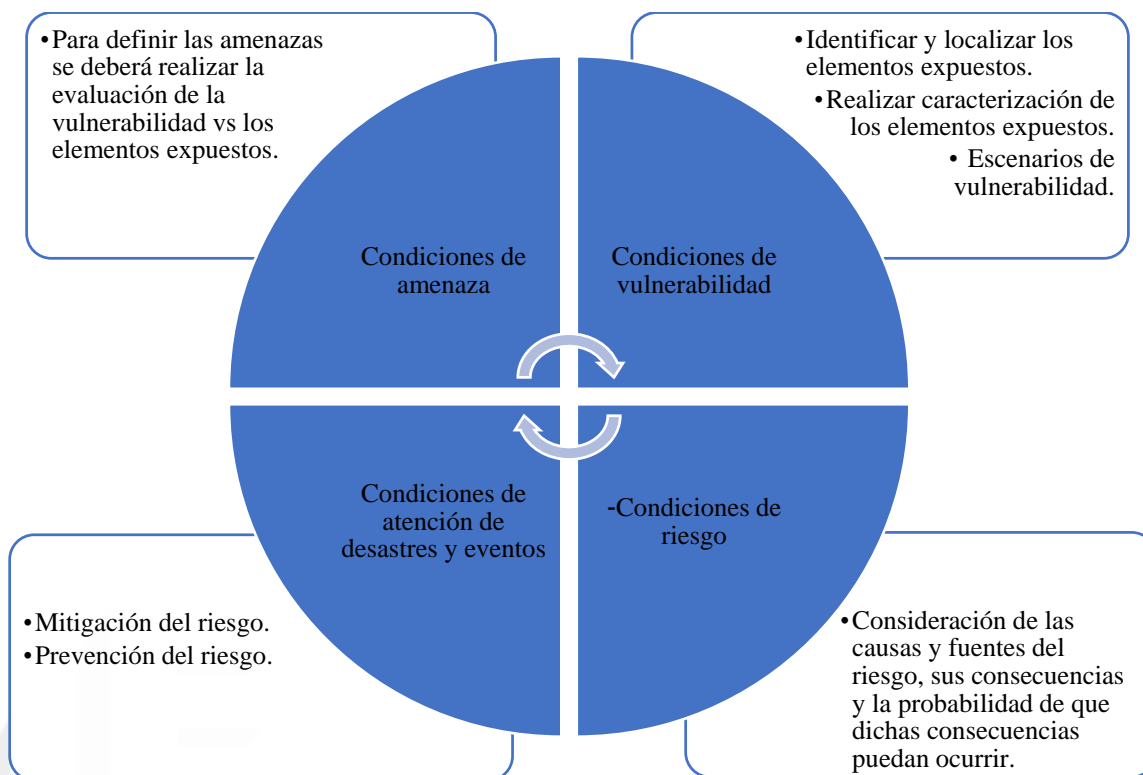 •Para definir las amenazas
se deberá realizar la
evaluación de la
vulnerabilidad vs los
elementos expuestos.
•Identificar y localizar los
elementos expuestos.
•Realizar caracterización de
los elementos expuestos.
• Escenarios de
vulnerabilidad.
Condiciones de
amenaza
Condiciones de
vulnerabilidad
Condiciones de
atención de
desastres y eventos
-Condiciones de
riesgo
•Mitigación del riesgo.
•Prevención del riesgo.
•Consideración de las
causas y fuentes del
riesgo, sus consecuencias
y la probabilidad de que
dichas consecuencias
puedan ocurrir.